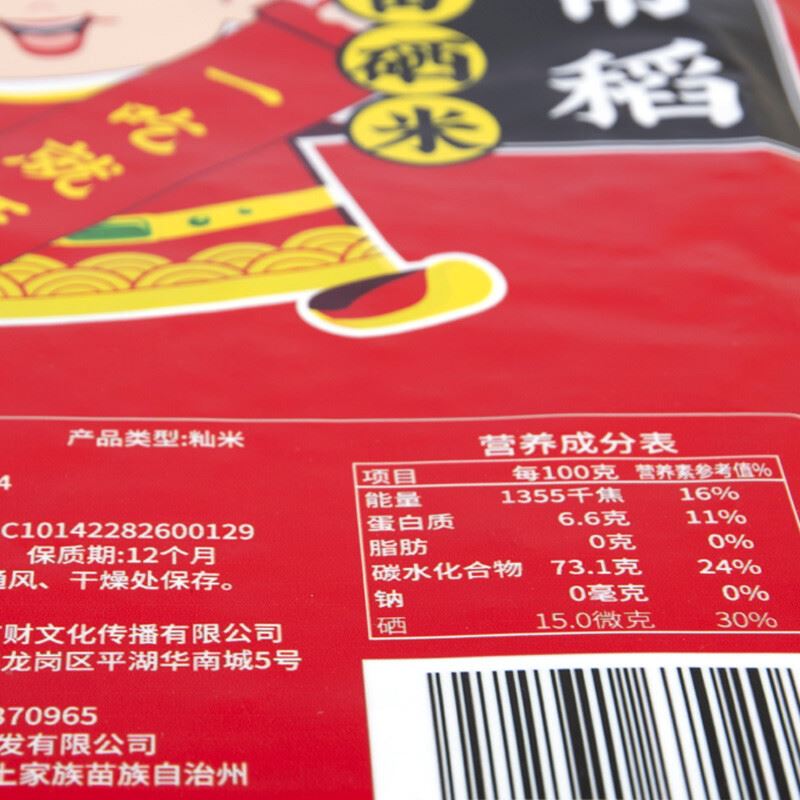 稻
硒米
一吃就
产品类型:籼米
4
C10142282600129
保质期:12个月
通风、干燥处保存。
财文化传播有限公司
龙岗区平湖华南城5号
370965
发有限公司
土家族苗族自治州
营养成分表
项目 每100克 营养素参考值%
能量 1355千焦 16%
蛋白质 6.6克 11%
脂肪 0克 0%
碳水化合物 73.1克 24%
钠 0毫克 0%
硒 15.0微克 30%